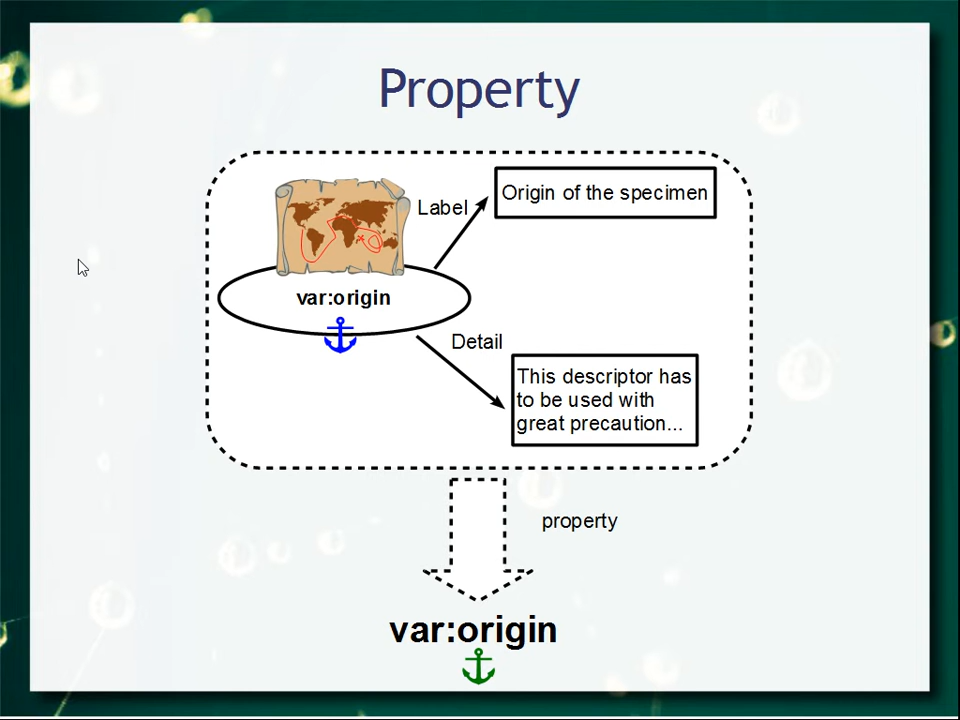 Property
Label
Origin of the specimen
var:origin
Detail
This descriptor has
to be used with
great precaution...
property
var:origin